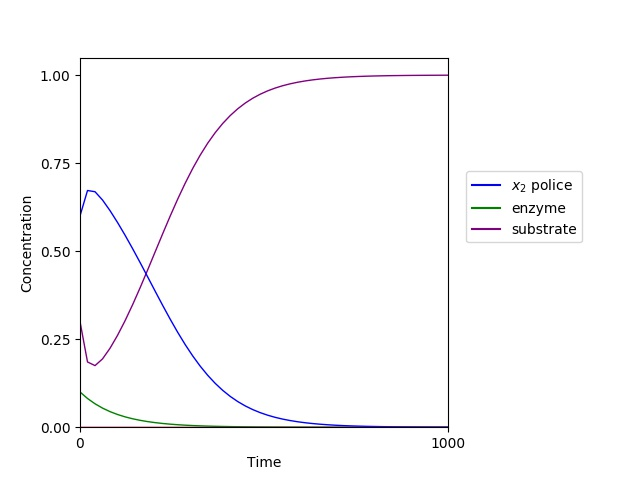 1.00
0.75
0.50
0.25
0.00
Concentration
0
1000
Time
x₂ police
enzyme
substrate